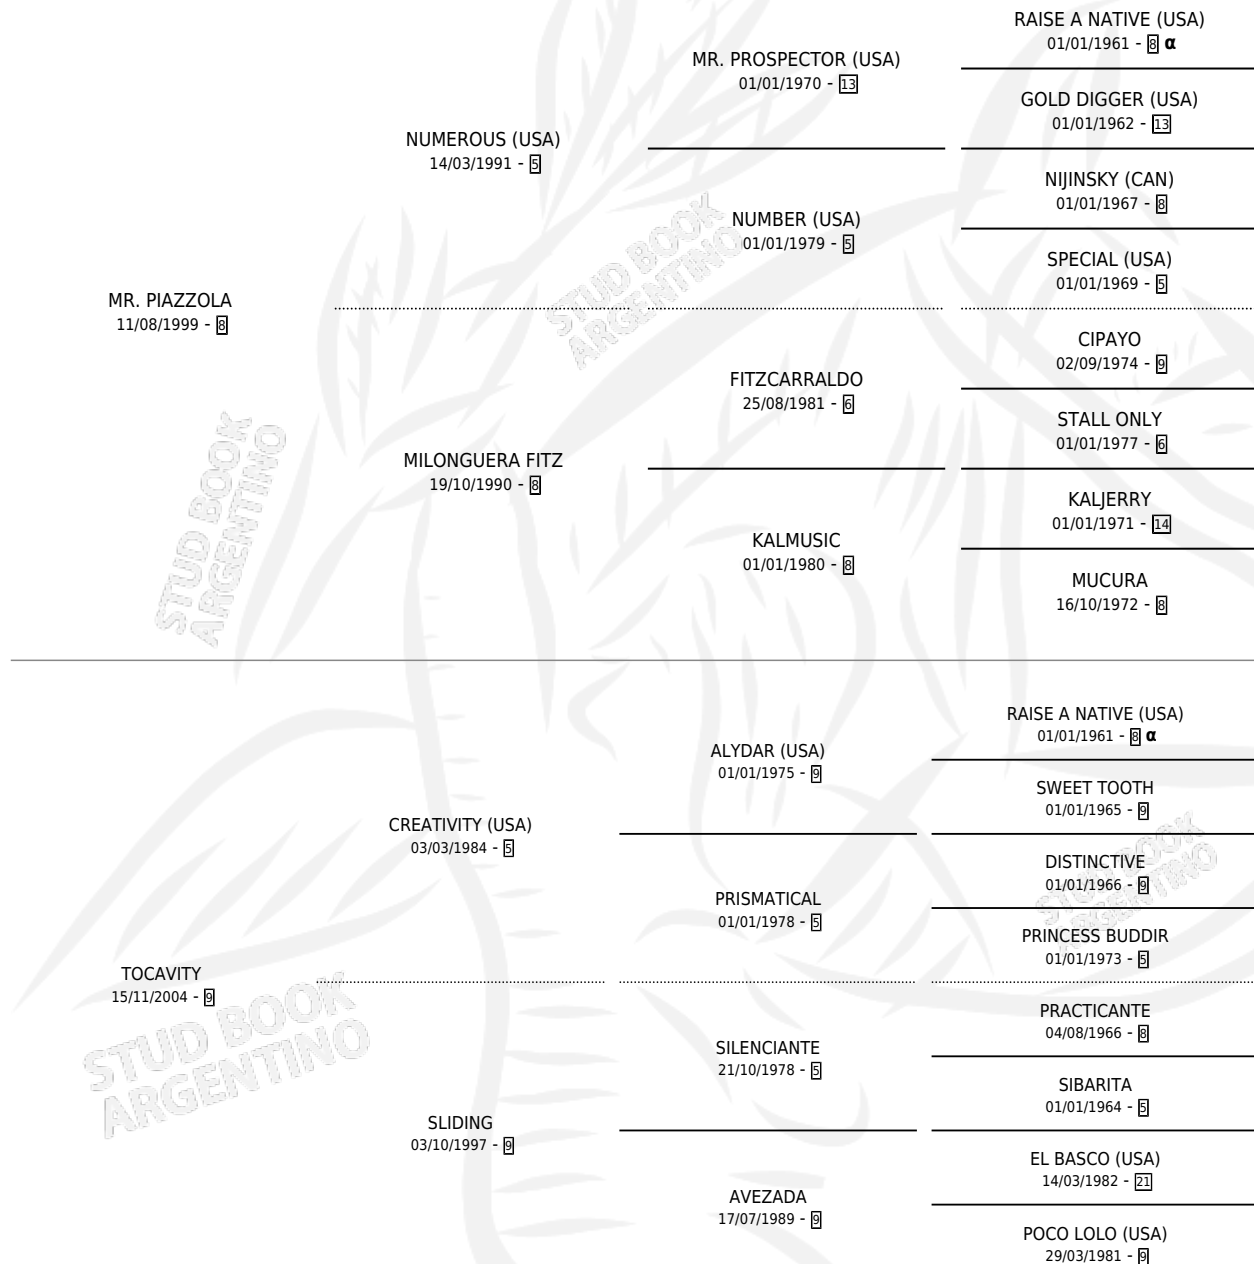 RAISE A NATIVE (USA)
01/01/1961 - 8 α
MR. PROSPECTOR (USA)
01/01/1970 - 13
GOLD DIGGER (USA)
01/01/1962 - 13
NUMEROUS (USA)
14/03/1991 - 5
NIJINSKY (CAN)
01/01/1967 - 8
NUMBER (USA)
01/01/1979 - 5
SPECIAL (USA)
01/01/1969 - 5
MR. PIAZZOLA
11/08/1999 - 8
CIPAYO
02/09/1974 - 9
FITZCARRALDO
25/08/1981 - 6
STALL ONLY
01/01/1977 - 6
MILONGUERA FITZ
19/10/1990 - 8
KALJERRY
01/01/1971 - 14
KALMUSIC
01/01/1980 - 8
MUCURA
16/10/1972 - 8
RAISE A NATIVE (USA)
01/01/1961 - 8 α
ALYDAR (USA)
01/01/1975 - 9
SWEET TOOTH
01/01/1965 - 9
CREATIVITY (USA)
03/03/1984 - 5
DISTINCTIVE
01/01/1966 - 9
PRISMATICAL
01/01/1978 - 5
PRINCESS BUDDIR
01/01/1973 - 5
TOCAVITY
15/11/2004 - 9
PRACTICANTE
04/08/1966 - 8
SILENCIANTE
21/10/1978 - 5
SIBARITA
01/01/1964 - 5
SLIDING
03/10/1997 - 9
EL BASCO (USA)
14/03/1982 - 21
AVEZADA
17/07/1989 - 9
POCO LOLO (USA)
29/03/1981 - 9
STUD BOOK
ARGENTINO
STUD BOOK
ARGENTINO
STUD BOOK
ARGENTINO
STUD BOOK
ARGENTINO